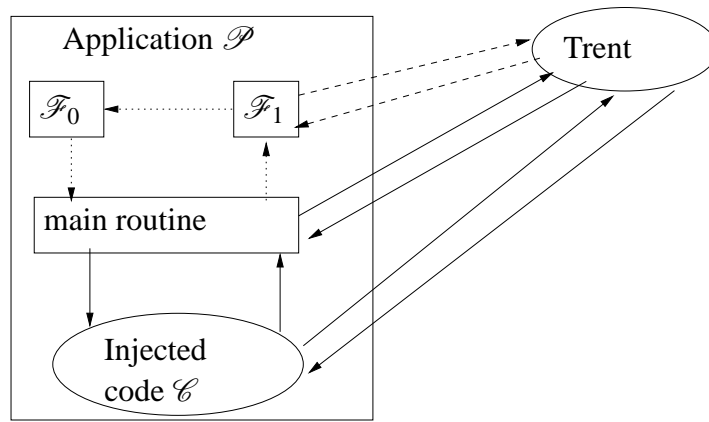 Application 𝒫
Trent
ℱ0
ℱ1
main routine
Injected
code 𝒞